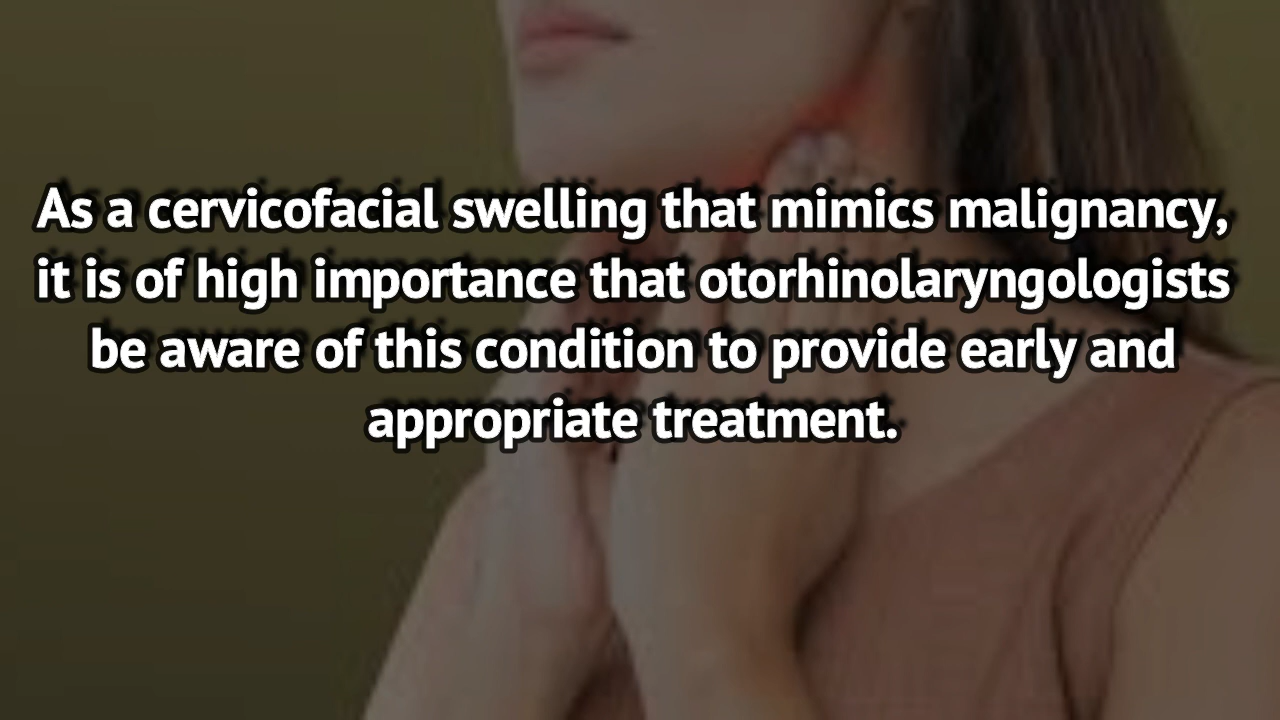 As a cervicofacial swelling that mimics malignancy,
it is of high importance that otorhinolaryngologists
be aware of this condition to provide early and
appropriate treatment.